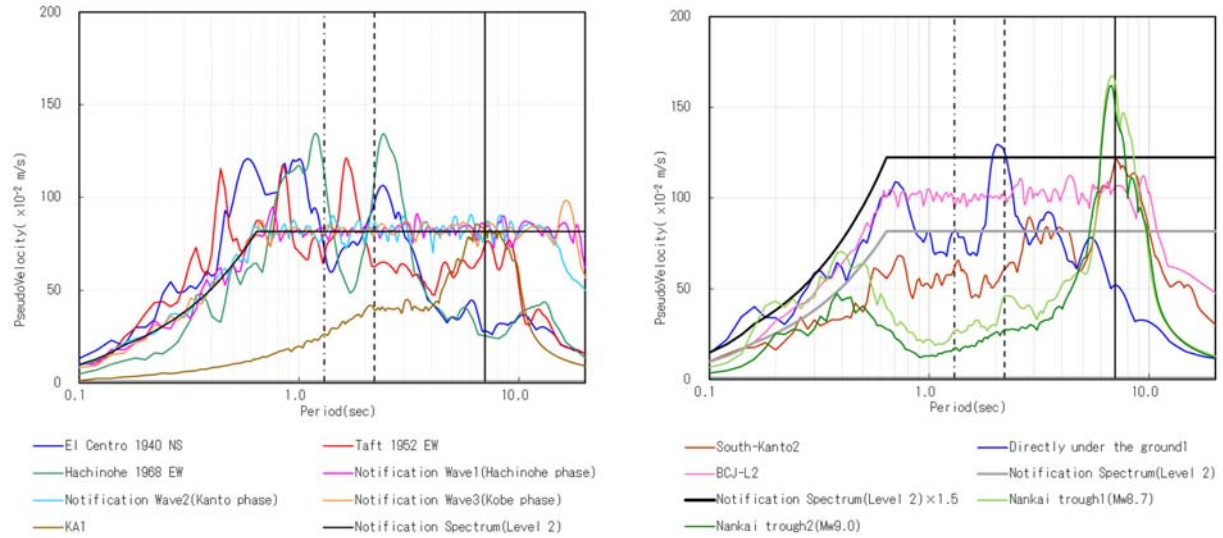 200
150
100
50
0
PseudoVelocity( ×10⁻² m/s)
0.1
1.0
10.0
Period(sec)
El Centro 1940 NS
Taft 1952 EW
Hachinohe 1968 EW
Notification Wave1(Hachinohe phase)
Notification Wave2(Kanto phase)
Notification Wave3(Kobe phase)
KA1
Notification Spectrum(Level 2)
200
150
100
50
0
PseudoVelocity( ×10⁻² m/s)
0.1
1.0
10.0
Period(sec)
South-Kanto2
Directly under the ground1
BCJ-L2
Notification Spectrum(Level 2)
Notification Spectrum(Level 2)×1.5
Nankai trough1(Mw8.7)
Nankai trough2(Mw9.0)